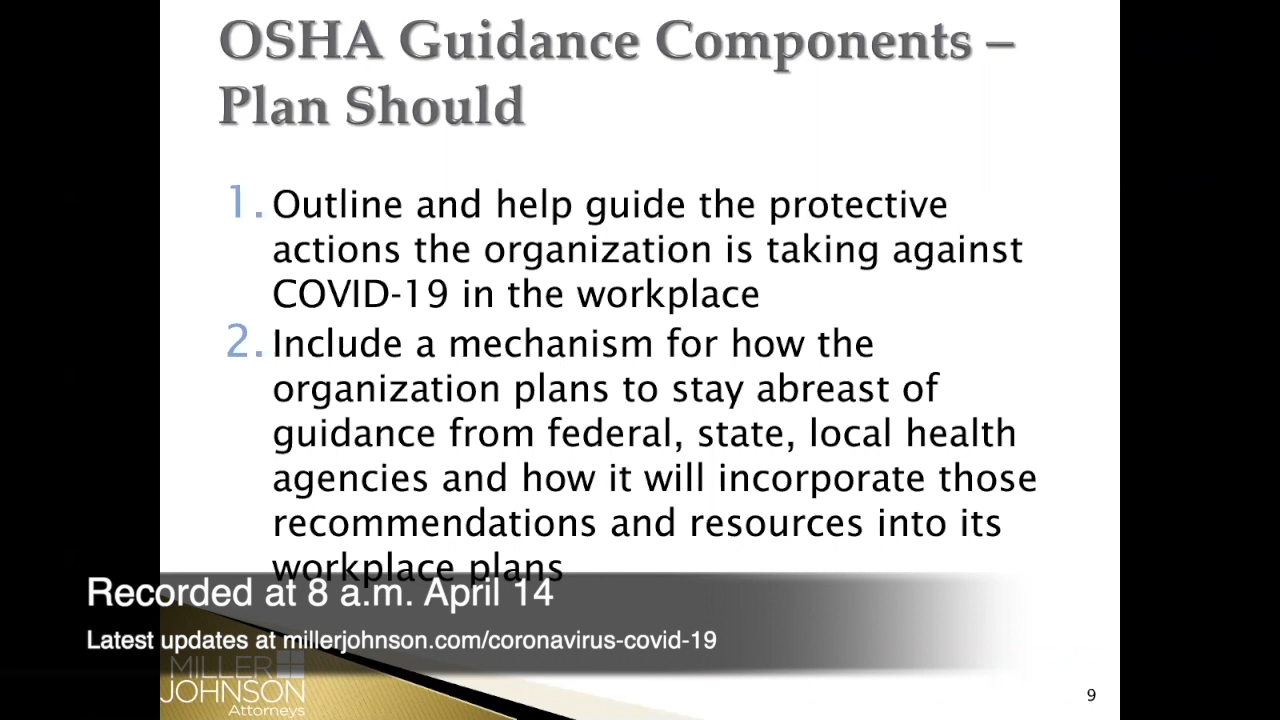 OSHA Guidance Components –
Plan Should
1. Outline and help guide the protective
actions the organization is taking against
COVID-19 in the workplace
2. Include a mechanism for how the
organization plans to stay abreast of
guidance from federal, state, local health
agencies and how it will incorporate those
recommendations and resources into its
workplace plans
Recorded at 8 a.m. April 14
Latest updates at millerjohnson.com/coronavirus-covid-19
MILLER
JOHNSON
Attorneys
9